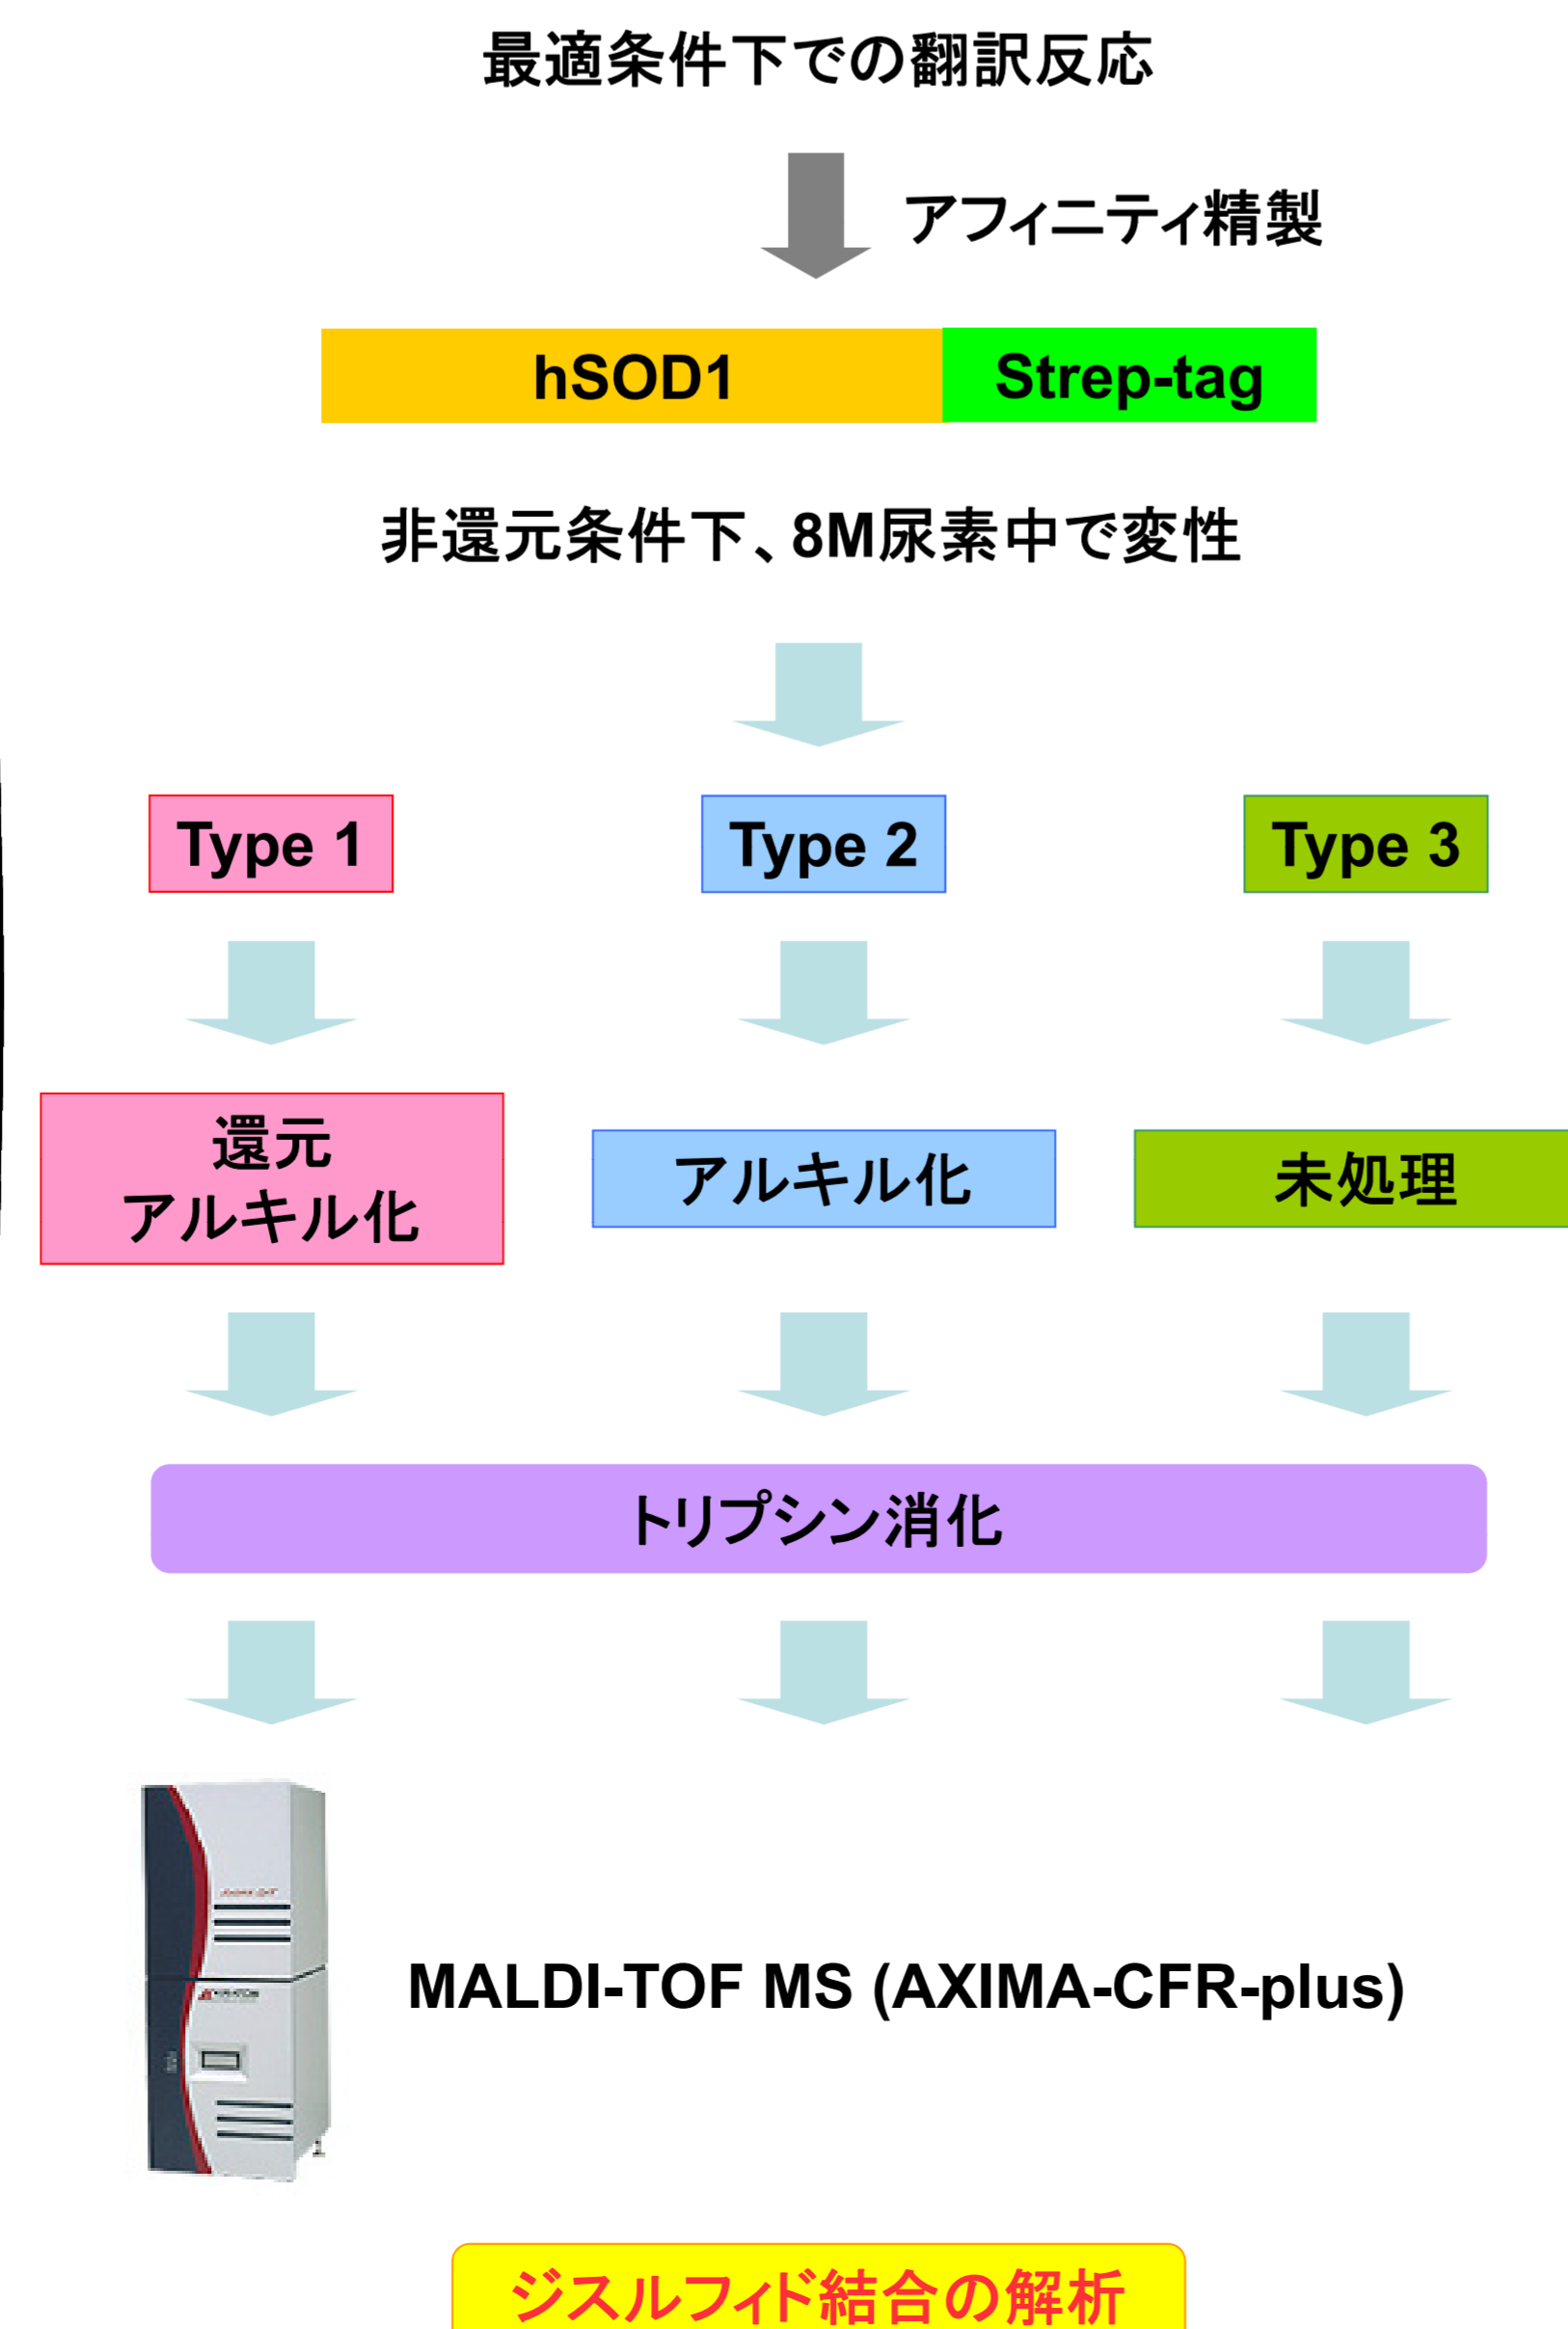 最適条件下での翻訳反応
アフィニティ精製
hSOD1 Strep-tag
非還元条件下、8M尿素中で変性
Type 1 Type 2 Type 3
還元
アルキル化
アルキル化
未処理
トリプシン消化
MALDI-TOF MS (AXIMA-CFR-plus)
ジスルフィド結合の解析